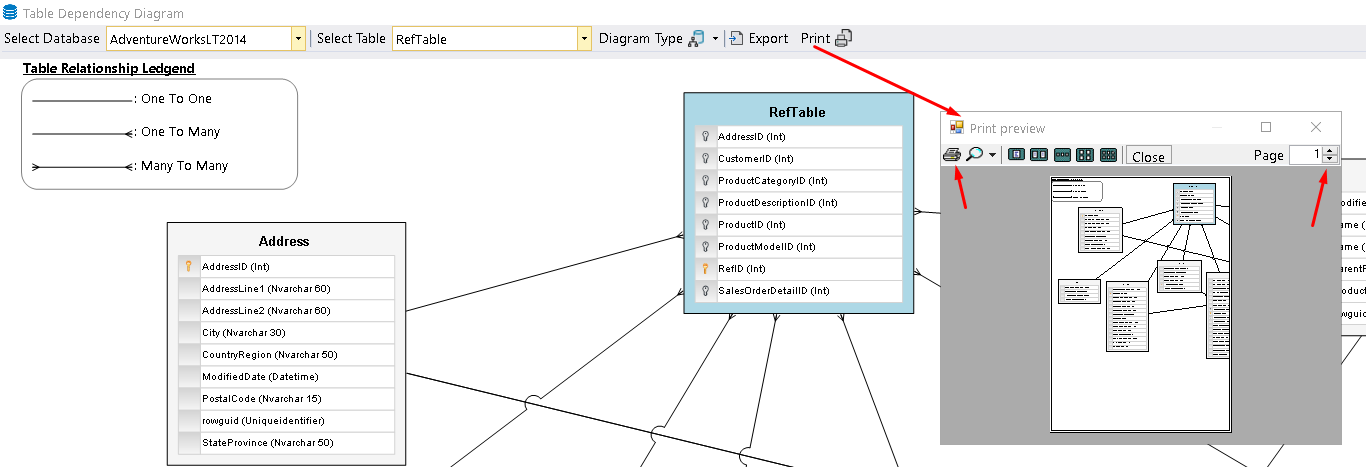 Table Dependency Diagram
Select Database AdventureWorksLT2014 Select Table RefTable Diagram Type Export Print
Table Relationship Ledgend
: One To One
: One To Many
: Many To Many
RefTable
AddressID (Int)
CustomerID (Int)
ProductCategoryID (Int)
ProductDescriptionID (Int)
ProductID (Int)
ProductModelID (Int)
RefID (Int)
SalesOrderDetailID (Int)
Address
AddressID (Int)
AddressLine1 (Nvarchar 60)
AddressLine2 (Nvarchar 60)
City (Nvarchar 30)
CountryRegion (Nvarchar 50)
ModifiedDate (Datetime)
PostalCode (Nvarchar 15)
rowguid (Uniqueidentifier)
StateProvince (Nvarchar 50)
Print preview
Close Page 1
rowguid